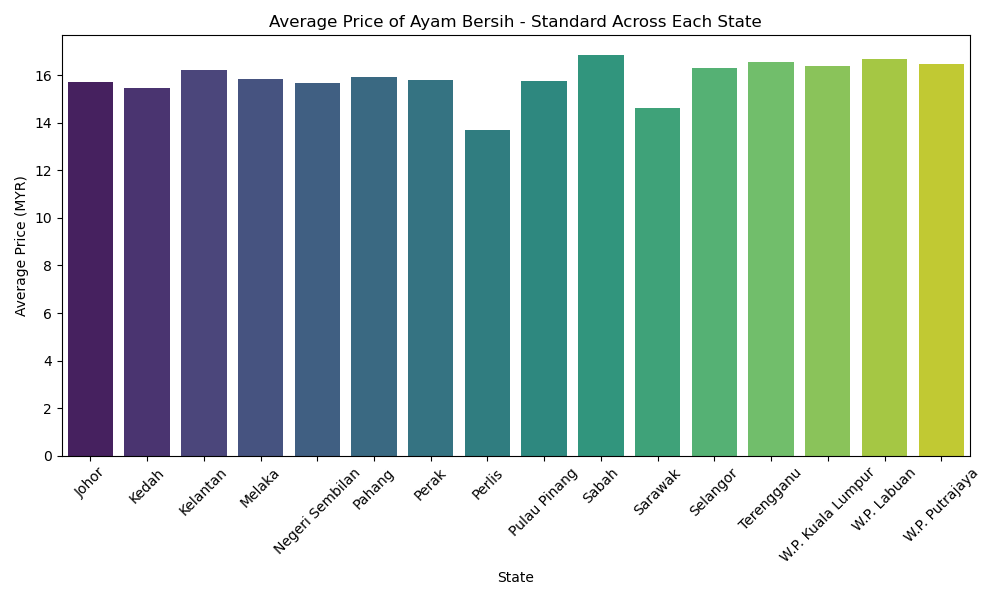 Average Price of Ayam Bersih - Standard Across Each State
Average Price (MYR)
16
14
12
10
8
6
4
2
0
Johor
Kedah
Kelantan
Melaka
Negeri Sembilan
Pahang
Perak
Perlis
Pulau Pinang
Sabah
Sarawak
Selangor
Terengganu
W.P. Kuala Lumpur
W.P. Labuan
W.P. Putrajaya
State